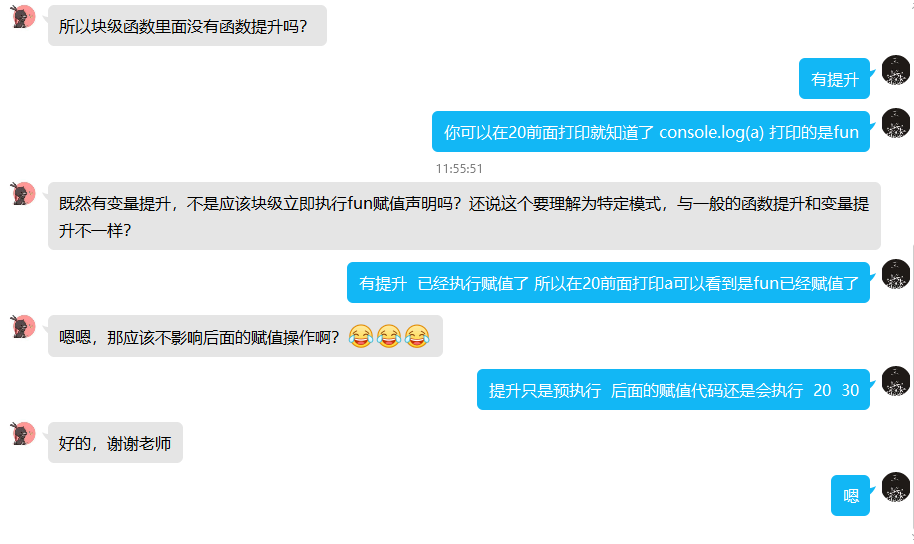 所以块级函数里面没有函数提升吗？
有提升
你可以在20前面打印就知道了 console.log(a) 打印的是fun
11:55:51
既然有变量提升，不是应该块级立即执行fun赋值声明吗？还说这个要理解为特定模式，与一般的函数提升和变量提
升不一样？
有提升  已经执行赋值了 所以在20前面打印a可以看到是fun已经赋值了
嗯嗯，那应该不影响后面的赋值操作啊？😂😂😂
提升只是预执行  后面的赋值代码还是会执行  20  30
好的，谢谢老师
嗯